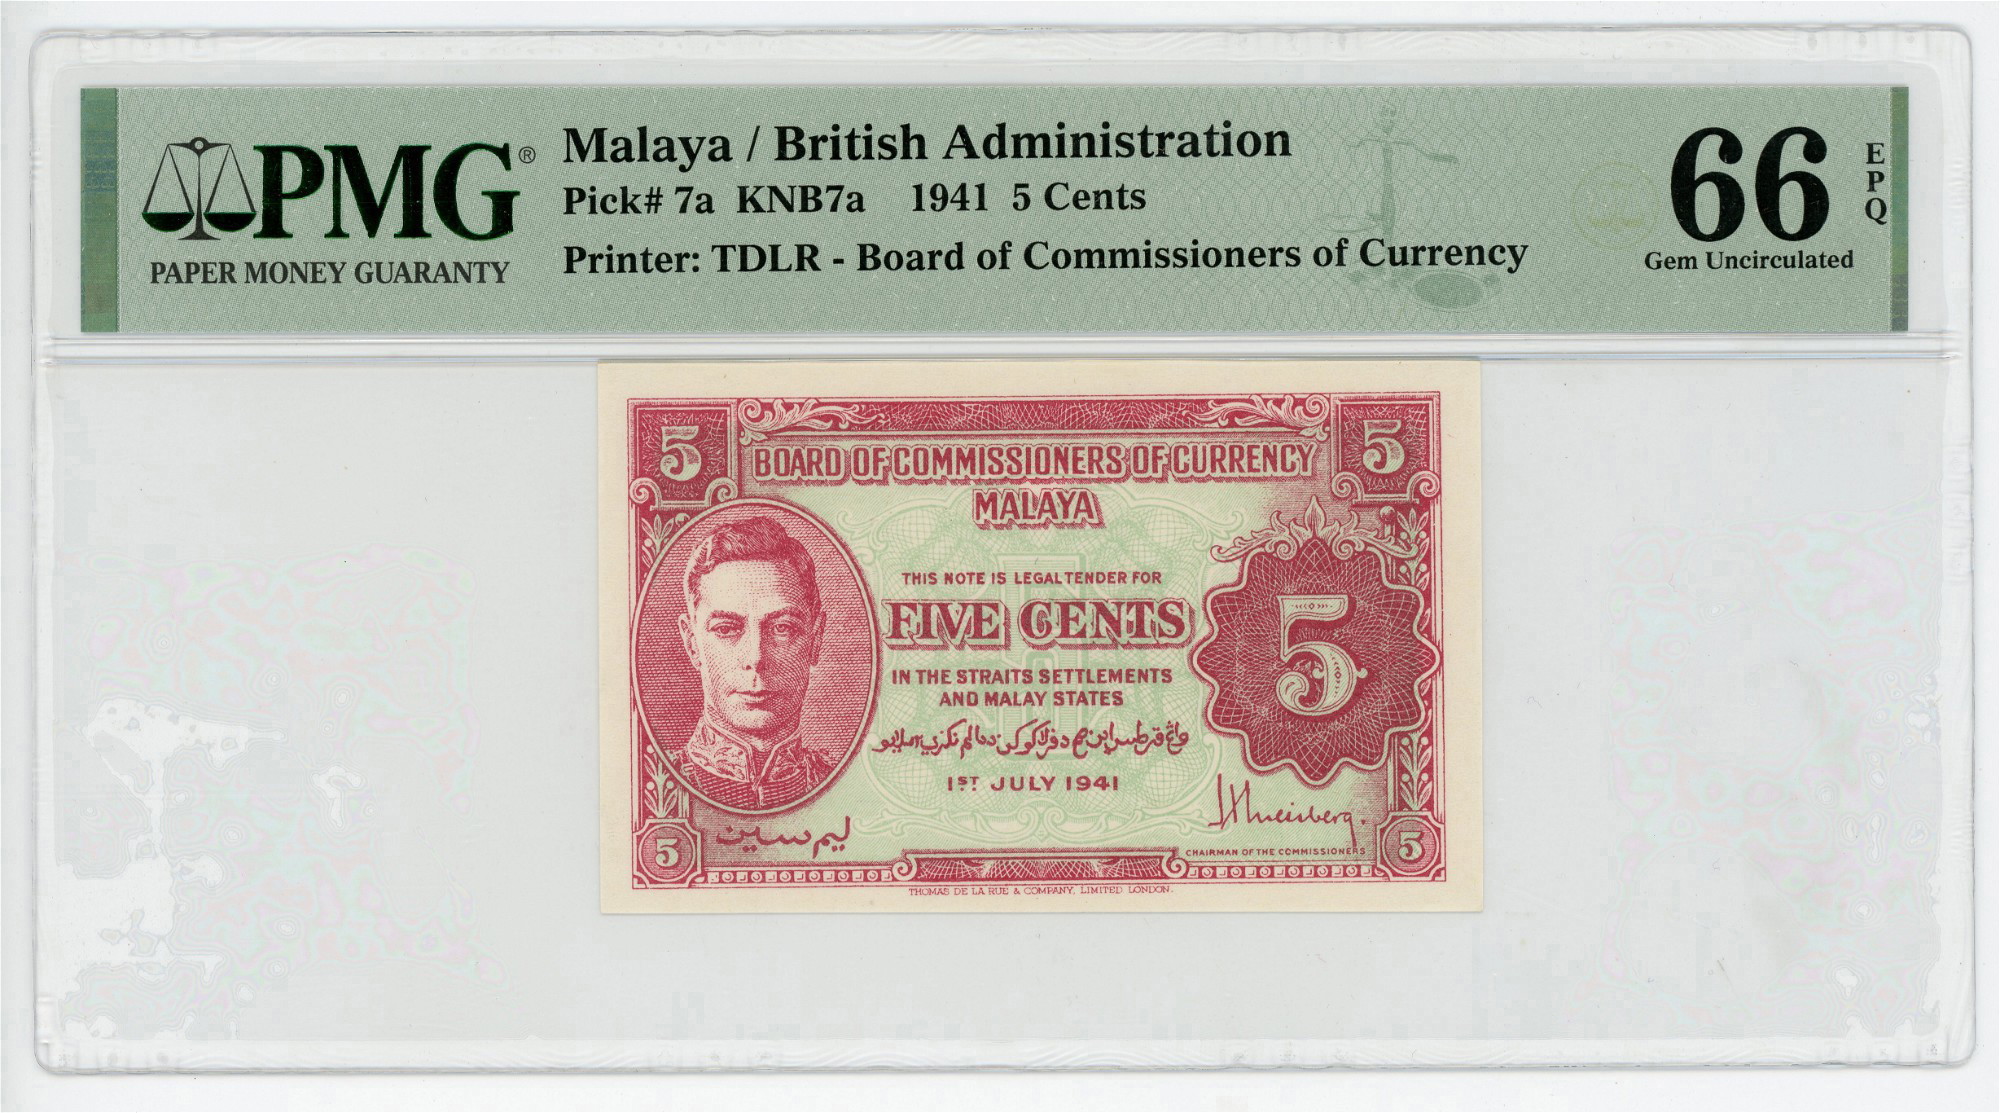 PMG®
PAPER MONEY GUARANTY
Malaya / British Administration
Pick# 7a KNB7a 1941 5 Cents
Printer: TDLR - Board of Commissioners of Currency
66
EPQ
Gem Uncirculated
5
5
BOARD OF COMMISSIONERS OF CURRENCY
MALAYA
THIS NOTE IS LEGAL TENDER FOR
FIVE CENTS
5
IN THE STRAITS SETTLEMENTS
AND MALAY STATES
1ST JULY 1941
ليم سين
CHAIRMAN OF THE COMMISSIONERS
5
5
THOMAS DE LA RUE & COMPANY, LIMITED LONDON.